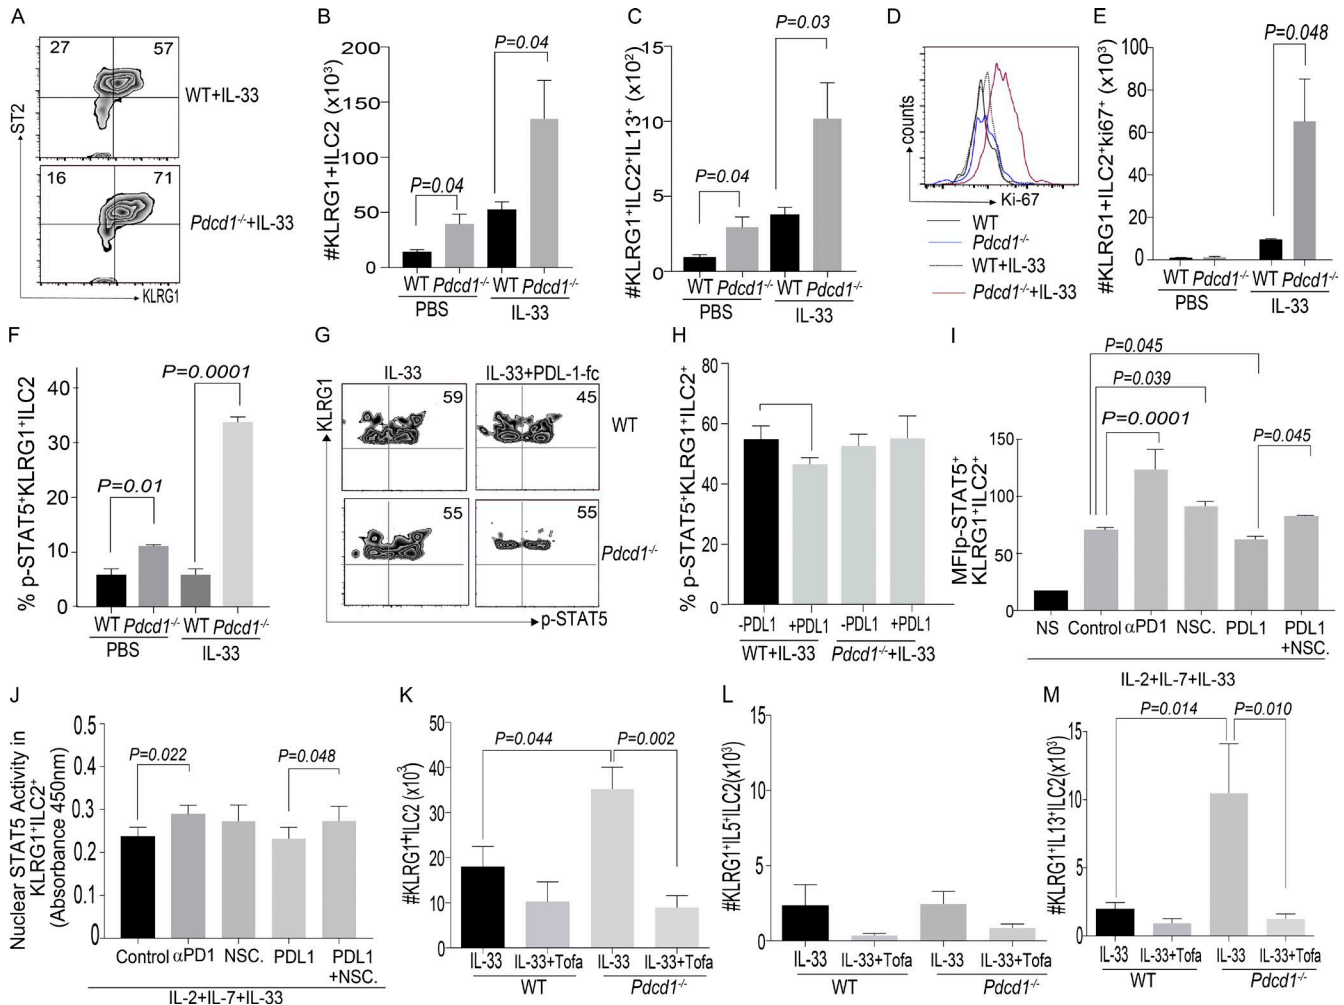 A
27 57
WT+IL-33
ST2
16 71
Pdcd1-/-+IL-33
KLRG1
B
#KLRG1+ILC2 (x10³)
200
150
100
50
0
P=0.04
P=0.04
WT Pdcd1-/- WT Pdcd1-/-
PBS IL-33
C
#KLRG1⁺ILC2⁺IL13⁺ (x10²)
15
10
5
0
P=0.03
P=0.04
WT Pdcd1-/- WT Pdcd1-/-
PBS IL-33
D
counts
Ki-67
WT
Pdcd1-/-
WT+IL-33
Pdcd1-/-+IL-33
E
#KLRG1+ILC2⁺ki67⁺ (x10³)
100
80
60
40
20
0
P=0.048
WT Pdcd1-/- WT Pdcd1-/-
PBS IL-33
F
% p-STAT5⁺KLRG1⁺ILC2
40
30
20
10
0
P=0.0001
P=0.01
WT Pdcd1-/- WT Pdcd1-/-
PBS IL-33
G
IL-33 IL-33+PDL-1-fc
KLRG1
59 45
WT
55 55
Pdcd1-/-
p-STAT5
H
% p-STAT5⁺KLRG1⁺ILC2⁺
80
60
40
20
0
-PDL1 +PDL1 -PDL1 +PDL1
WT+IL-33 Pdcd1-/-+IL-33
I
MFIp-STAT5⁺
KLRG1⁺ILC2⁺
150
100
50
0
P=0.045
P=0.039
P=0.0001
P=0.045
NS Control αPD1 NSC. PDL1 PDL1
+NSC.
IL-2+IL-7+IL-33
J
Nuclear STAT5 Activity in
KLRG1⁺ILC2⁺
(Absorbance 450nm)
0.5
0.4
0.3
0.2
0.1
0
P=0.022
P=0.048
Control αPD1 NSC. PDL1 PDL1
+NSC.
IL-2+IL-7+IL-33
K
#KLRG1⁺ILC2 (x10³)
50
40
30
20
10
0
P=0.044
P=0.002
IL-33 IL-33+Tofa IL-33 IL-33+Tofa
WT Pdcd1-/-
L
#KLRG1⁺IL5⁺ILC2(x10³)
15
10
5
0
IL-33 IL-33+Tofa IL-33 IL-33+Tofa
WT Pdcd1-/-
M
#KLRG1⁺IL13⁺ILC2(x10³)
15
10
5
0
P=0.014
P=0.010
IL-33 IL-33+Tofa IL-33 IL-33+Tofa
WT Pdcd1-/-